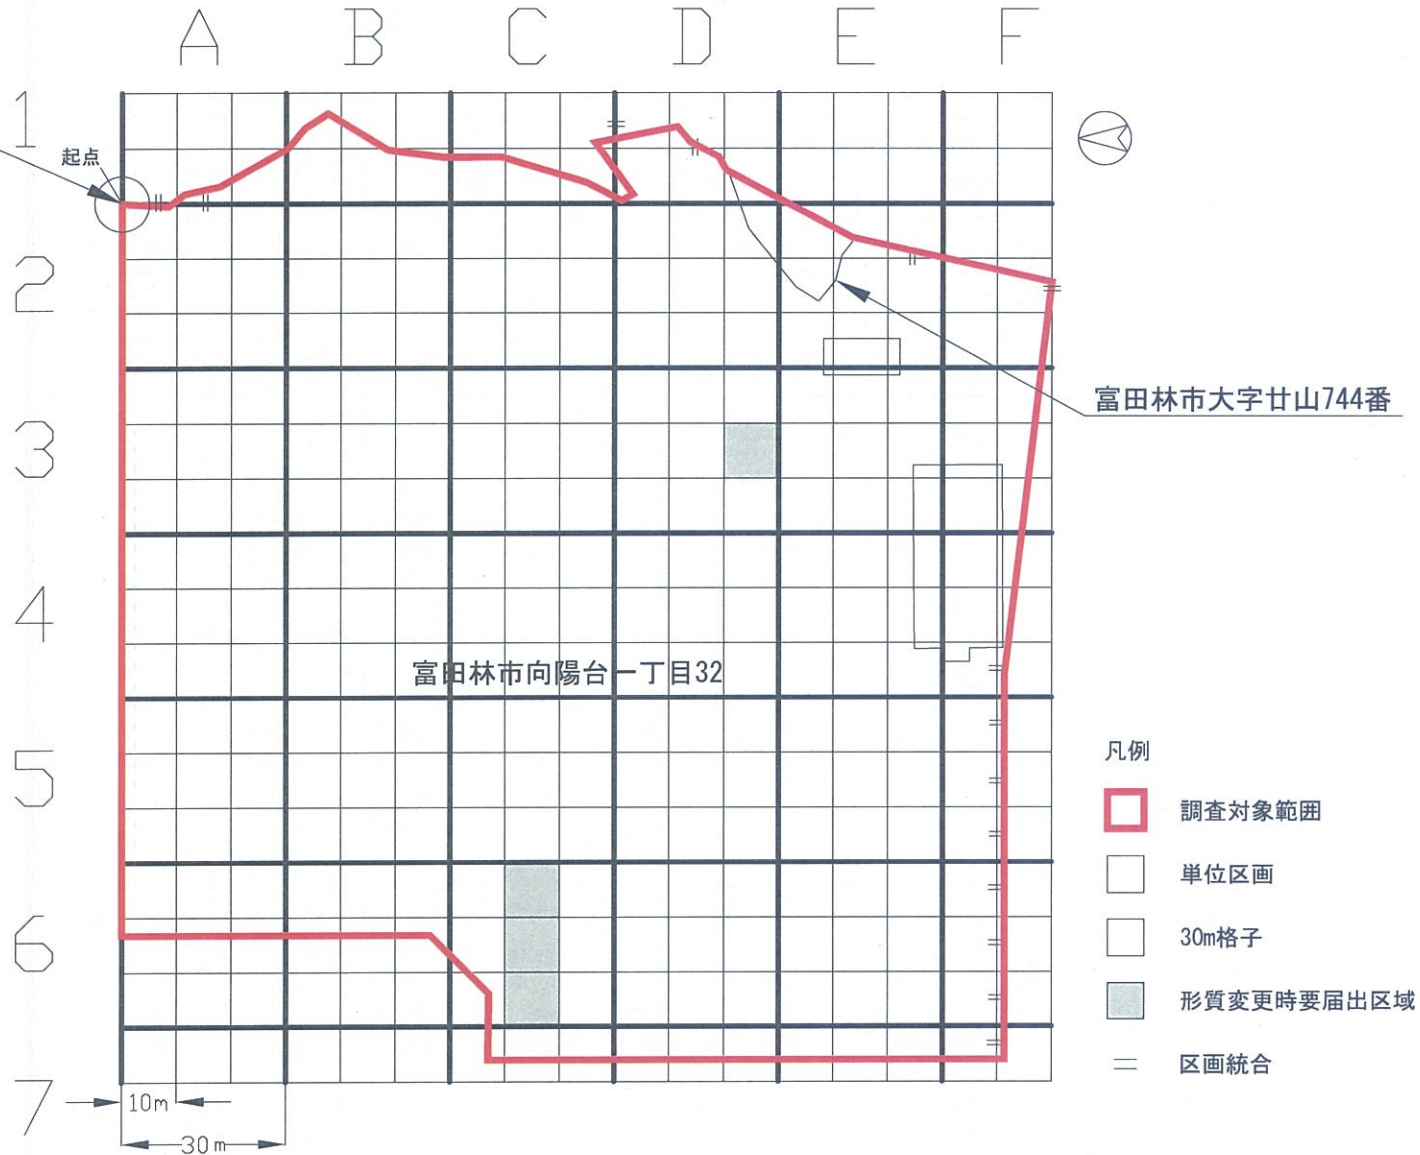 A B C D E F
1
起点
2
富田林市大字廿山744番
3
4
富田林市向陽台一丁目32
5
凡例
調査対象範囲
単位区画
6
30m格子
形質変更時要届出区域
区画統合
7
10m
30m